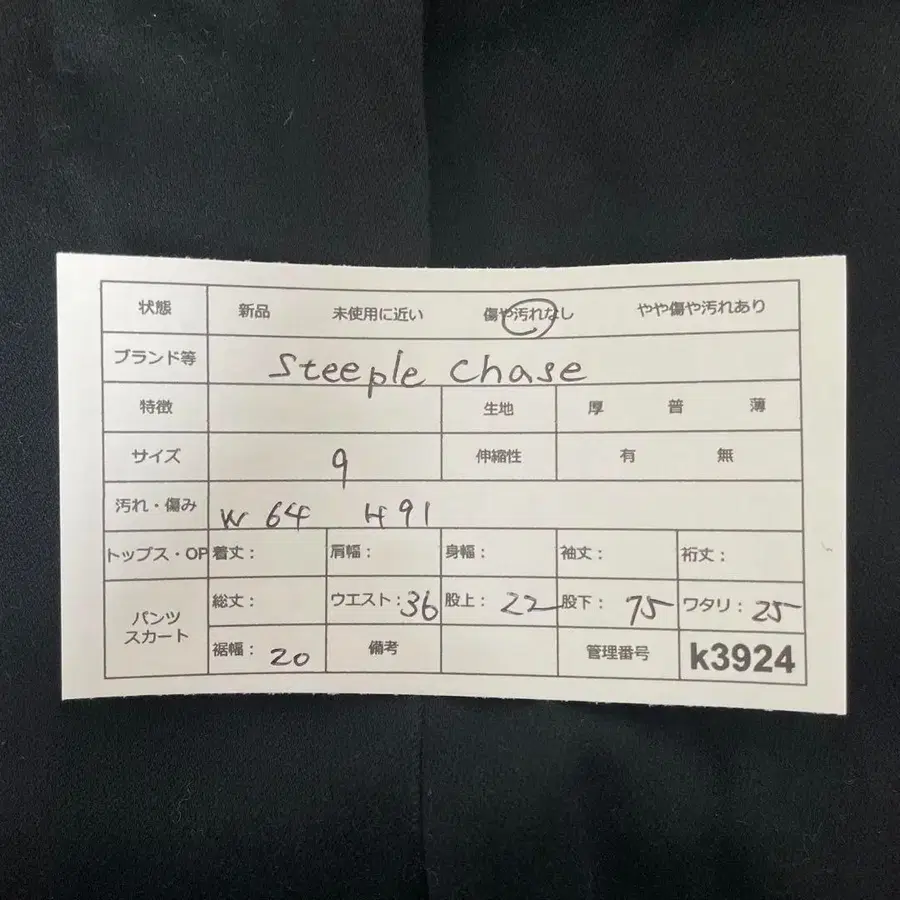 状態 新品 未使用に近い 傷や汚れなし やや傷や汚れあり
ブランド等 Steeple Chase
特徴 生地 厚 普 薄
サイズ 9 伸縮性 有 無
汚れ・傷み W 64 H 91
トップス・OP 着丈: 肩幅: 身幅: 袖丈: 裄丈:
パンツ スカート 総丈: ウエスト:36 股上:22 股下:75 ワタリ:25
裾幅:20 備考 管理番号 k3924